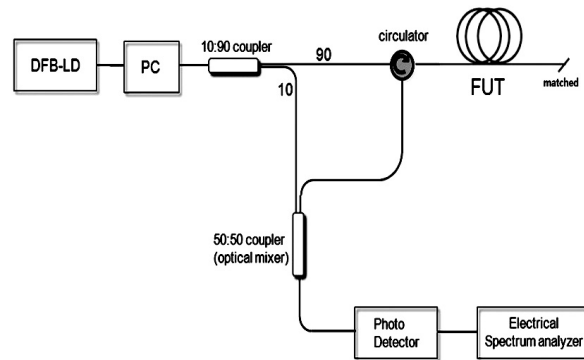 DFB-LD
PC
10:90 coupler
90
10
circulator
FUT
matched
50:50 coupler
(optical mixer)
Photo
Detector
Electrical
Spectrum analyzer